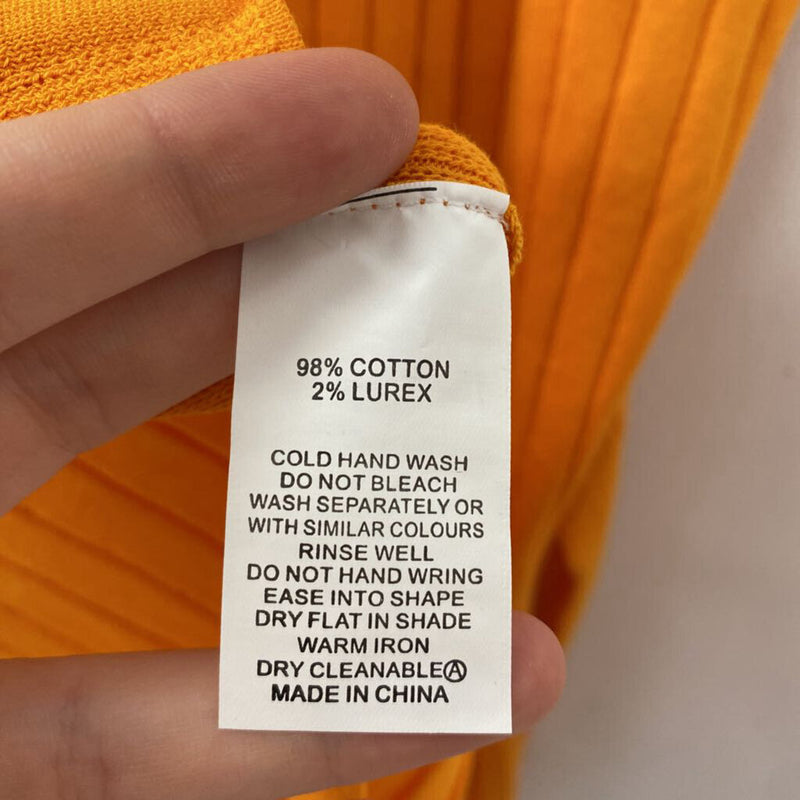 98% COTTON
2% LUREX
COLD HAND WASH
DO NOT BLEACH
WASH SEPARATELY OR
WITH SIMILAR COLOURS
RINSE WELL
DO NOT HAND WRING
EASE INTO SHAPE
DRY FLAT IN SHADE
WARM IRON
DRY CLEANABLE Ⓐ
MADE IN CHINA